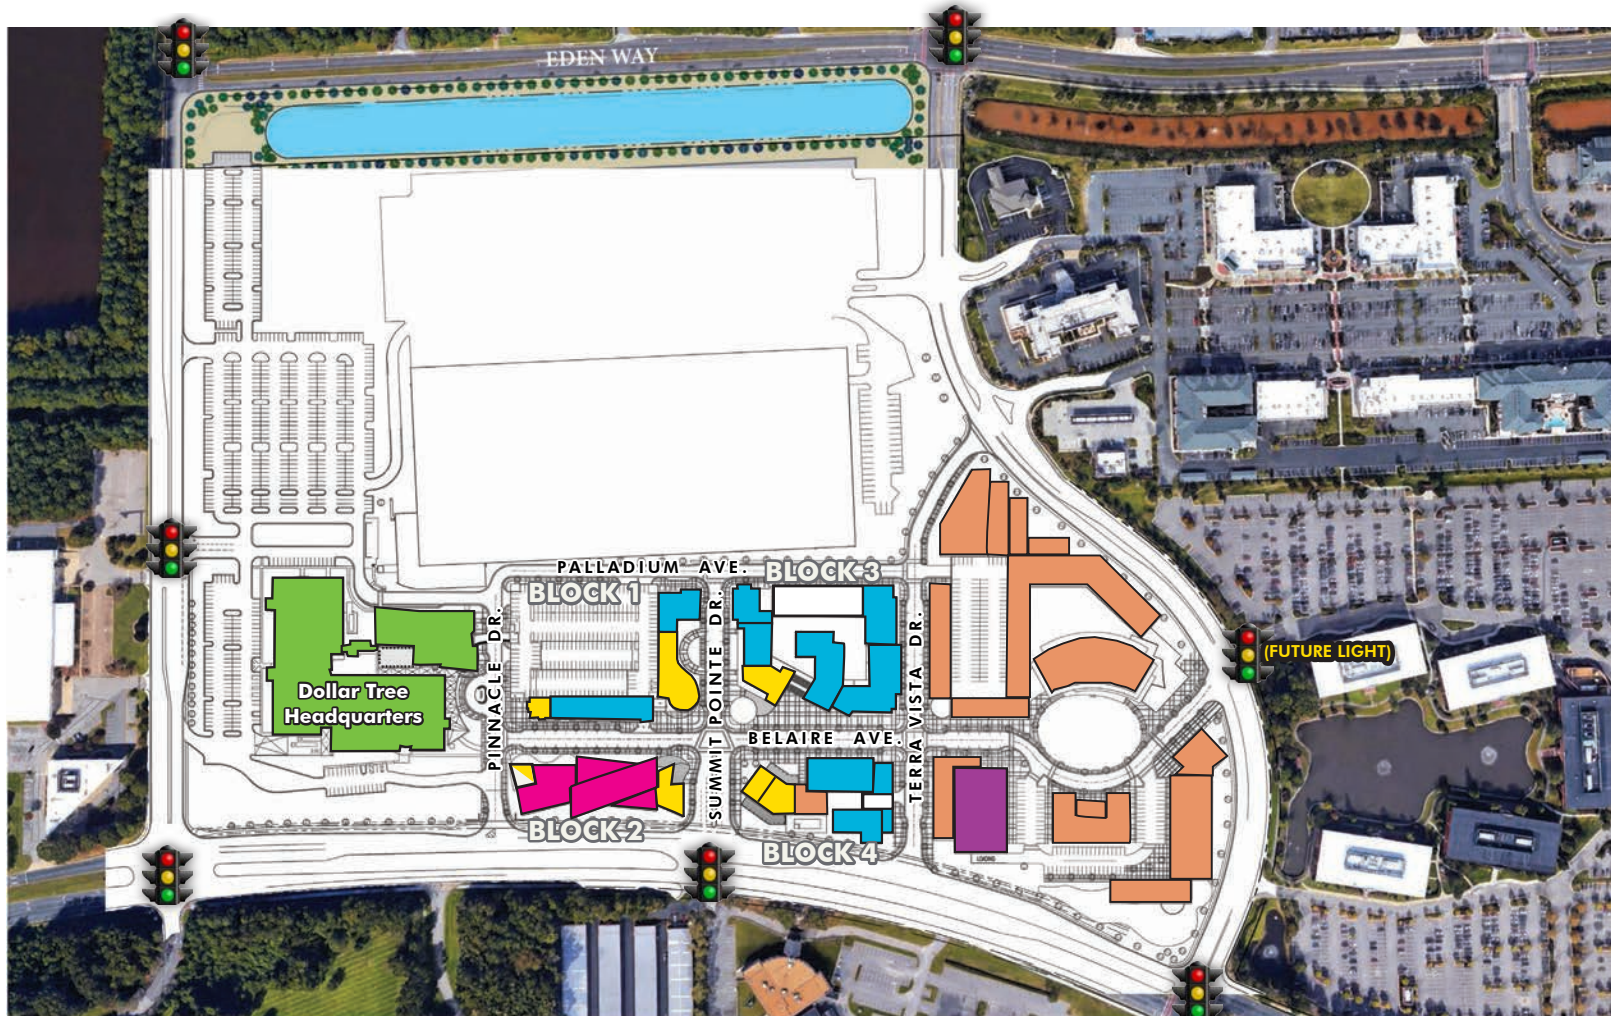 EDEN WAY
PALLADIUM AVE.
BLOCK 1
BLOCK 3
PINNACLE DR.
SUMMIT POINTE DR.
TERRA VISTA DR.
(FUTURE LIGHT)
Dollar Tree
Headquarters
BELAIRE AVE.
BLOCK 2
BLOCK 4
LOADING